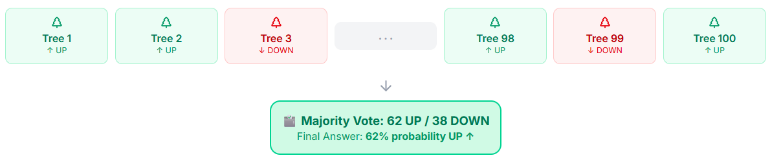 Tree 1
↑ UP
Tree 2
↑ UP
Tree 3
↓ DOWN
...
Tree 98
↑ UP
Tree 99
↓ DOWN
Tree 100
↑ UP
Majority Vote: 62 UP / 38 DOWN
Final Answer: 62% probability UP ↑